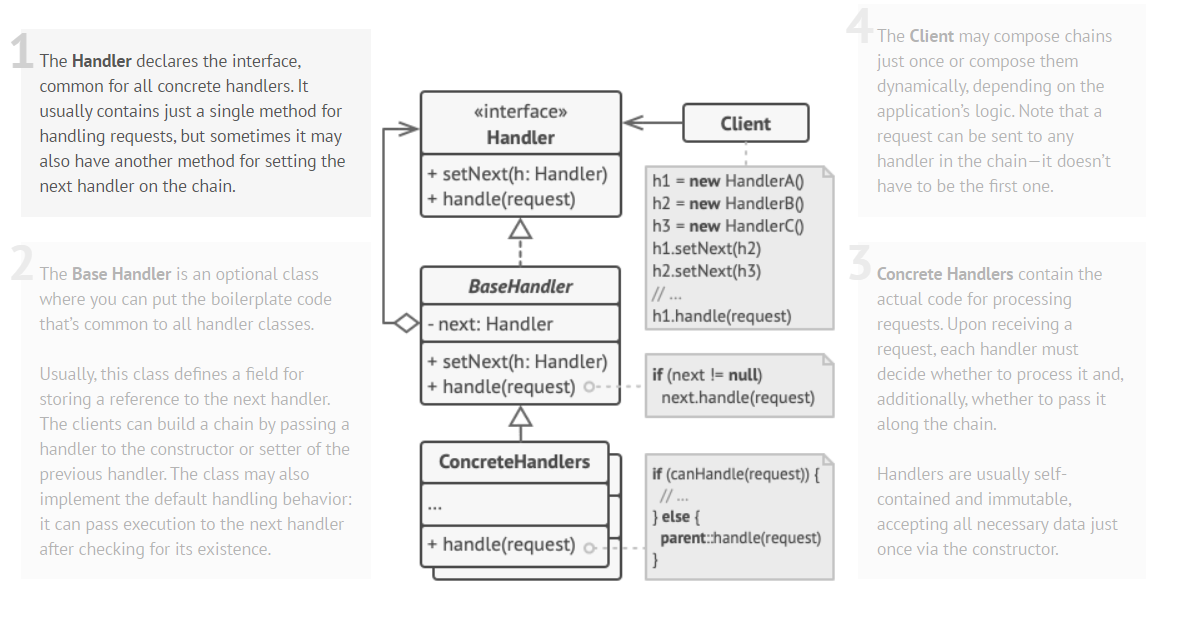 1
The Handler declares the interface,
common for all concrete handlers. It
usually contains just a single method for
handling requests, but sometimes it may
also have another method for setting the
next handler on the chain.
2
The Base Handler is an optional class
where you can put the boilerplate code
that's common to all handler classes.
Usually, this class defines a field for
storing a reference to the next handler.
The clients can build a chain by passing a
handler to the constructor or setter of the
previous handler. The class may also
implement the default handling behavior:
it can pass execution to the next handler
after checking for its existence.
«interface»
Handler
+ setNext(h: Handler)
+ handle(request)
BaseHandler
- next: Handler
+ setNext(h: Handler)
+ handle(request)
ConcreteHandlers
...
+ handle(request)
Client
h1 = new HandlerA()
h2 = new HandlerB()
h3 = new HandlerC()
h1.setNext(h2)
h2.setNext(h3)
// ...
h1.handle(request)
if (next != null)
next.handle(request)
if (canHandle(request)) {
// ...
} else {
parent::handle(request)
}
4
The Client may compose chains
just once or compose them
dynamically, depending on the
application's logic. Note that a
request can be sent to any
handler in the chain—it doesn't
have to be the first one.
3
Concrete Handlers contain the
actual code for processing
requests. Upon receiving a
request, each handler must
decide whether to process it and,
additionally, whether to pass it
along the chain.
Handlers are usually self-
contained and immutable,
accepting all necessary data just
once via the constructor.